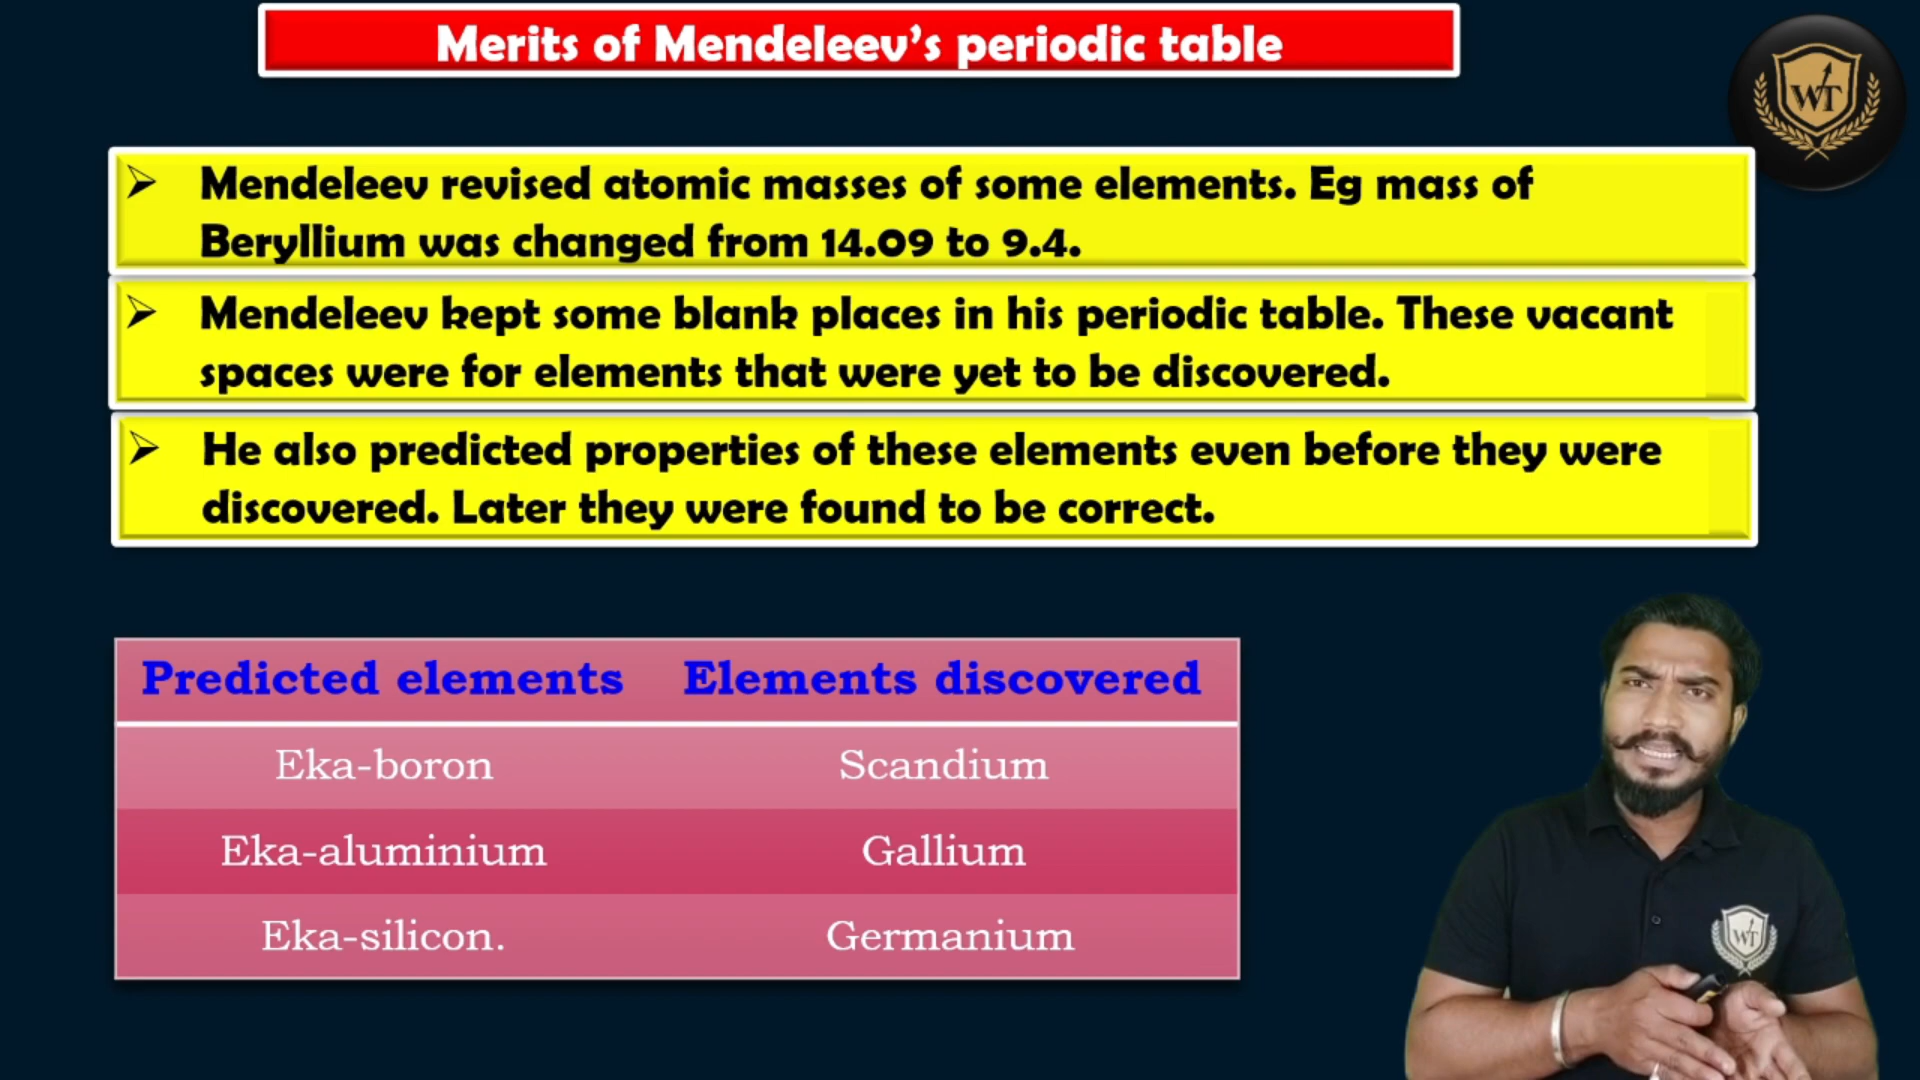 Merits of Mendeleev's periodic table
WT
➢ Mendeleev revised atomic masses of some elements. Eg mass of
Beryllium was changed from 14.09 to 9.4.
➢ Mendeleev kept some blank places in his periodic table. These vacant
spaces were for elements that were yet to be discovered.
➢ He also predicted properties of these elements even before they were
discovered. Later they were found to be correct.
Predicted elements Elements discovered
Eka-boron Scandium
Eka-aluminium Gallium
Eka-silicon. Germanium
WT